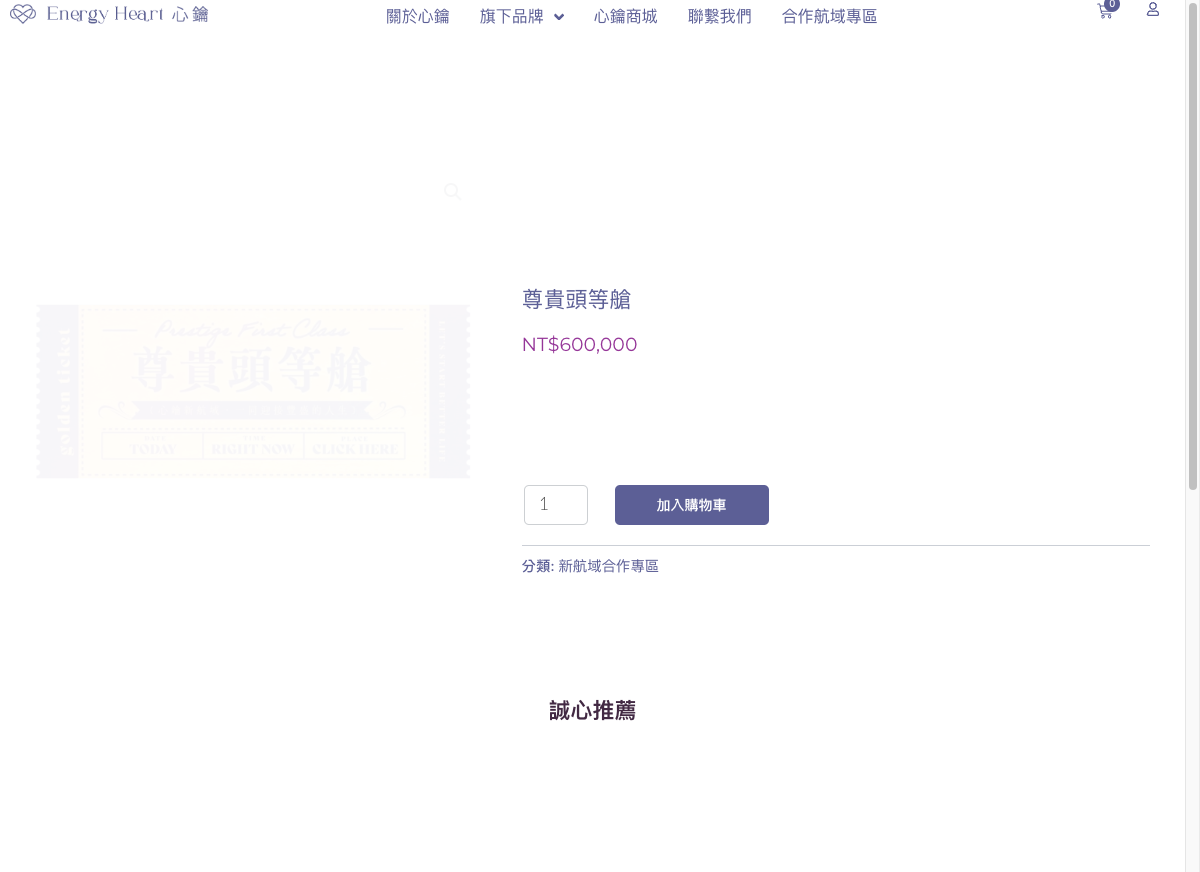 Energy Heart 心鑰
關於心鑰
旗下品牌
心鑰商城
聯繫我們
合作航域專區
0
golden ticket
Prestige First Class
尊貴頭等艙
TODAY
RIGHT NOW
CLICK HERE
尊貴頭等艙
NT$600,000
1
加入購物車
分類: 新航域合作專區
誠心推薦